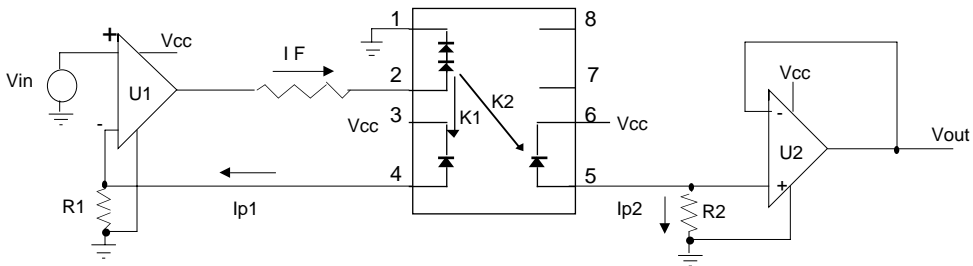 1
8
+
Vcc
I F
Vin
U1
2
7
K1
K2
Vcc
-
Vcc
3
6
Vcc
-
U2
Vout
4
5
+
R1
Ip1
Ip2
R2